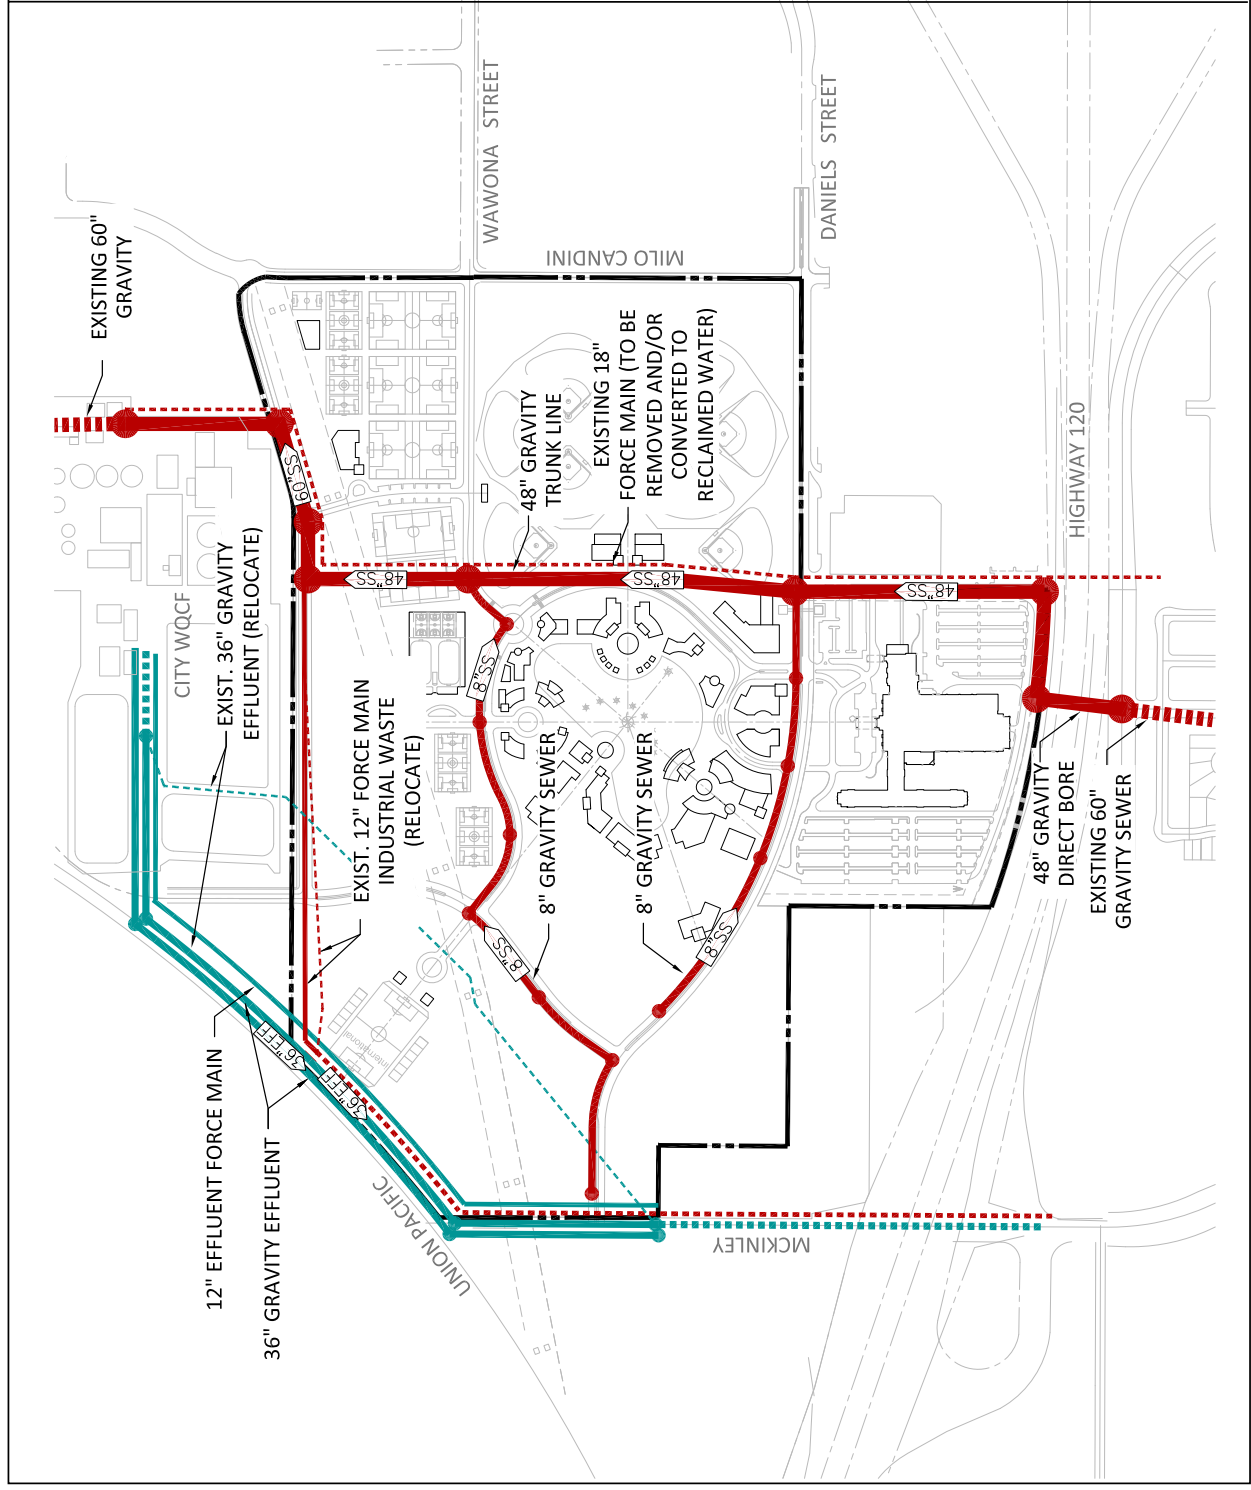 EXISTING 60"
GRAVITY
WAWONA STREET
DANIELS STREET
MILO CANDINI
HIGHWAY 120
CITY WQCF
60"SS
48"SS
48"SS
48"SS
48" GRAVITY
TRUNK LINE
EXISTING 18"
FORCE MAIN (TO BE
REMOVED AND/OR
CONVERTED TO
RECLAIMED WATER)
EXIST. 36" GRAVITY
EFFLUENT (RELOCATE)
EXIST. 12" FORCE MAIN
INDUSTRIAL WASTE
(RELOCATE)
8"SS
8"SS
8"SS
8" GRAVITY SEWER
8" GRAVITY SEWER
48" GRAVITY
DIRECT BORE
EXISTING 60"
GRAVITY SEWER
International
36"EFF
36"EFF
12" EFFLUENT FORCE MAIN
36" GRAVITY EFFLUENT
UNION PACIFIC
MCKINLEY